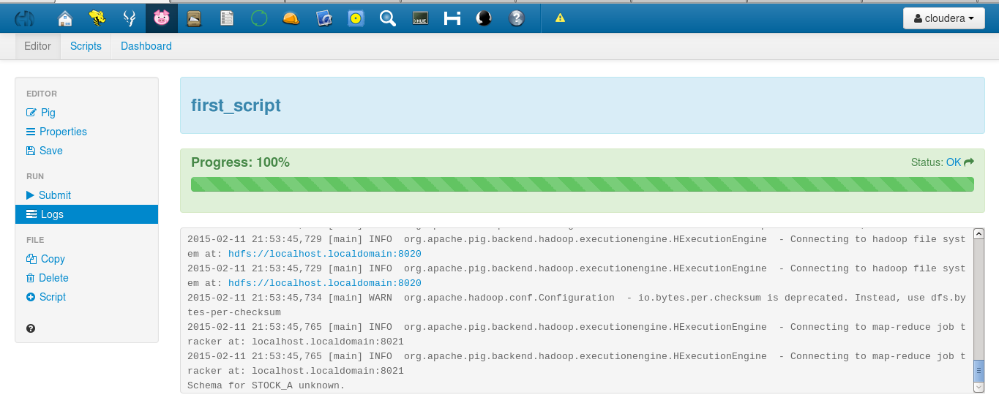 cloudera
Editor
Scripts
Dashboard
EDITOR
Pig
Properties
Save
RUN
Submit
Logs
FILE
Copy
Delete
Script
first_script
Progress: 100%
Status: OK
2015-02-11 21:53:45,729 [main] INFO  org.apache.pig.backend.hadoop.executionengine.HExecutionEngine  - Connecting to hadoop file syst
em at: hdfs://localhost.localdomain:8020
2015-02-11 21:53:45,729 [main] INFO  org.apache.pig.backend.hadoop.executionengine.HExecutionEngine  - Connecting to hadoop file syst
em at: hdfs://localhost.localdomain:8020
2015-02-11 21:53:45,734 [main] WARN  org.apache.hadoop.conf.Configuration  - io.bytes.per.checksum is deprecated. Instead, use dfs.by
tes-per-checksum
2015-02-11 21:53:45,765 [main] INFO  org.apache.pig.backend.hadoop.executionengine.HExecutionEngine  - Connecting to map-reduce job t
racker at: localhost.localdomain:8021
2015-02-11 21:53:45,765 [main] INFO  org.apache.pig.backend.hadoop.executionengine.HExecutionEngine  - Connecting to map-reduce job t
racker at: localhost.localdomain:8021
Schema for STOCK_A unknown.